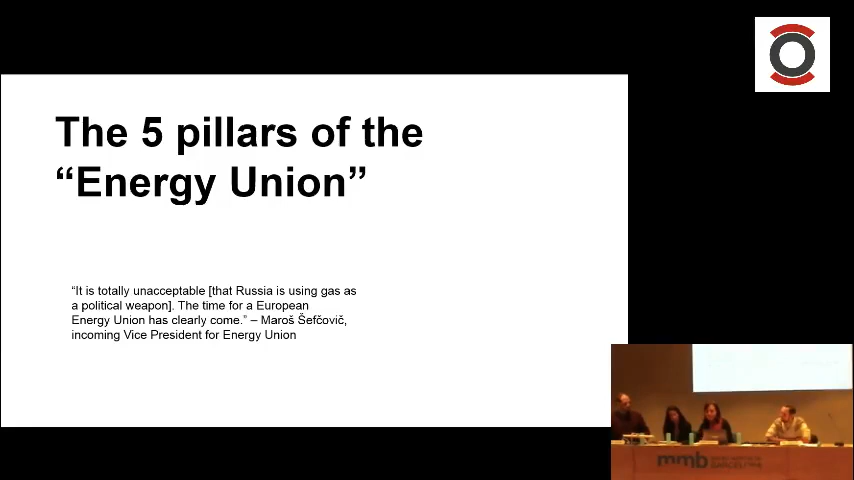 The 5 pillars of the
“Energy Union”
“It is totally unacceptable [that Russia is using gas as
a political weapon]. The time for a European
Energy Union has clearly come.” – Maroš Šefčovič,
incoming Vice President for Energy Union
mmb